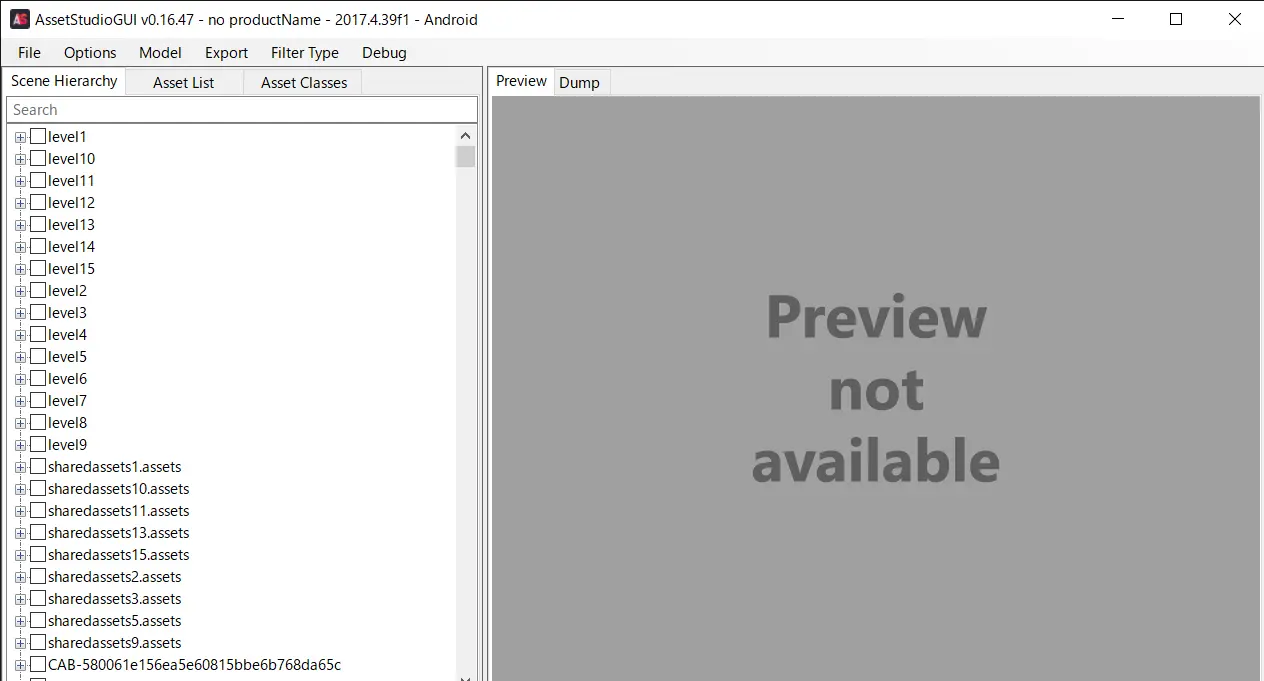 AS AssetStudioGUI v0.16.47 - no productName - 2017.4.39f1 - Android
File Options Model Export Filter Type Debug
Scene Hierarchy Asset List Asset Classes
Search
level1
level10
level11
level12
level13
level14
level15
level2
level3
level4
level5
level6
level7
level8
level9
sharedassets1.assets
sharedassets10.assets
sharedassets11.assets
sharedassets13.assets
sharedassets15.assets
sharedassets2.assets
sharedassets3.assets
sharedassets5.assets
sharedassets9.assets
CAB-580061e156ea5e60815bbe6b768da65c
Preview Dump
Preview
not
available